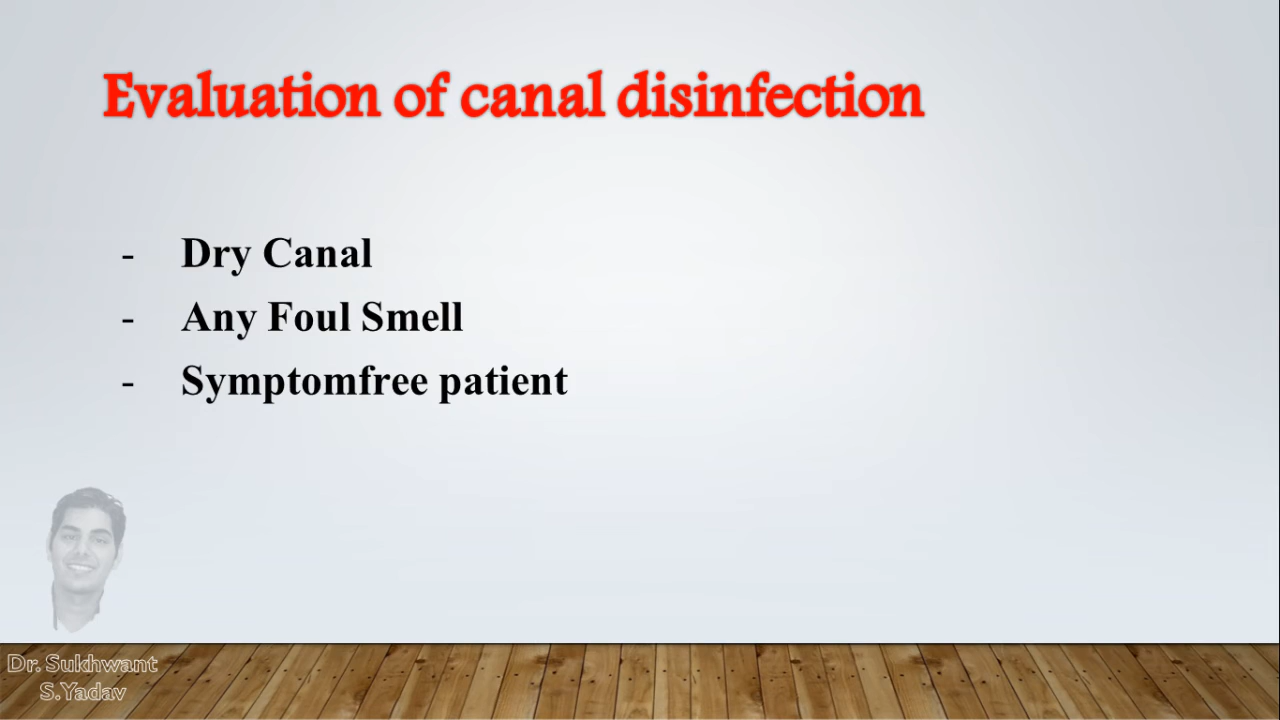 Evaluation of canal disinfection
- Dry Canal
- Any Foul Smell
- Symptomfree patient
Dr. Sukhwant
S.Yadav